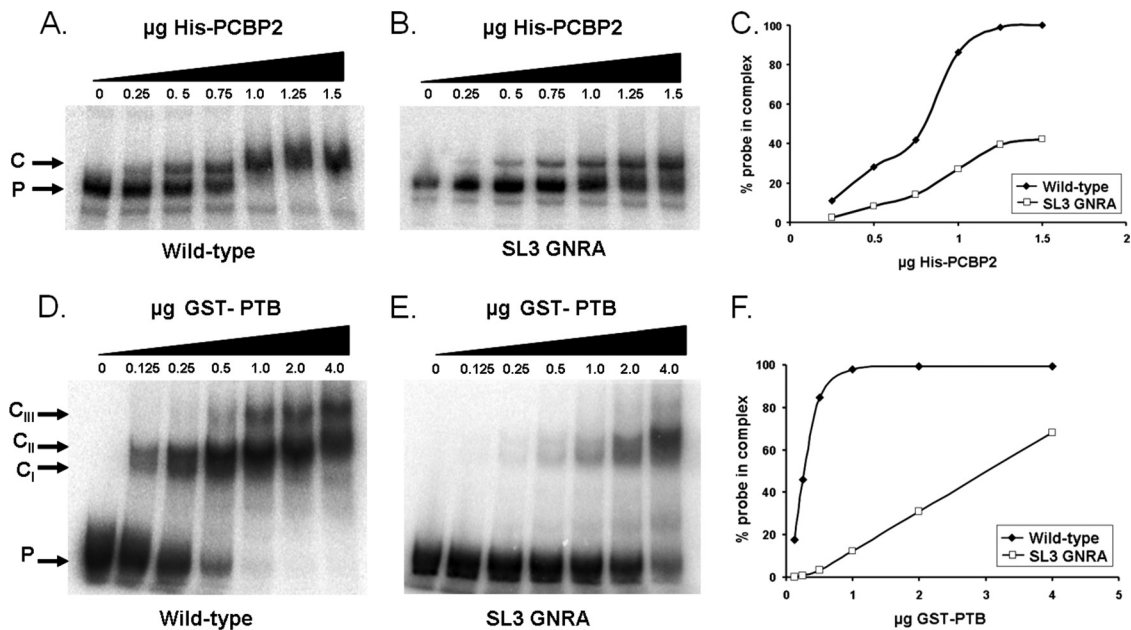 A.
µg His-PCBP2
0 0.25 0. 5 0.75 1.0 1.25 1.5
C
P
Wild-type
B.
µg His-PCBP2
0 0.25 0. 5 0.75 1.0 1.25 1.5
SL3 GNRA
C.
% probe in complex
100
80
60
40
20
0
0 0.5 1 1.5 2
Wild-type
SL3 GNRA
µg His-PCBP2
D.
µg GST- PTB
0 0.125 0.25 0.5 1.0 2.0 4.0
CIII
CII
CI
P
Wild-type
E.
µg GST- PTB
0 0.125 0.25 0.5 1.0 2.0 4.0
SL3 GNRA
F.
% probe in complex
100
80
60
40
20
0
0 1 2 3 4 5
Wild-type
SL3 GNRA
µg GST-PTB